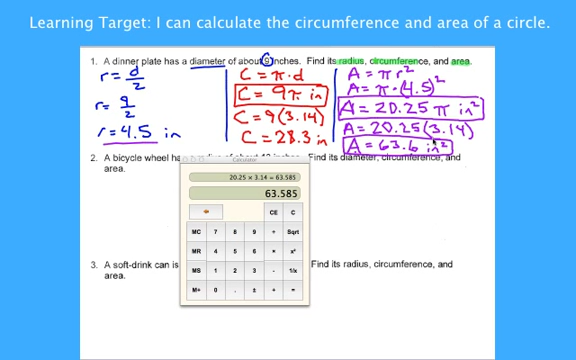 Learning Target: I can calculate the circumference and area of a circle.
1. A dinner plate has a diameter of about 9 inches. Find its radius, circumference, and area.
r = d/2
r = 9/2
r = 4.5 in
C = π·d
C = 9π in
C = 9(3.14)
C = 28.3 in
A = πr²
A = π·(4.5)²
A = 20.25 π in²
A = 20.25(3.14)
A = 63.6 in²
2. A bicycle wheel ha
Find its diameter, circumference, and
area.
Calculator
20.25 × 3.14 = 63.585
63.585
CE C
MC 7 8 9 ÷ Sqrt
MR 4 5 6 × x²
MS 1 2 3 - 1/x
M+ 0 . ± + =
3. A soft-drink can is
Find its radius, circumference, and
area.